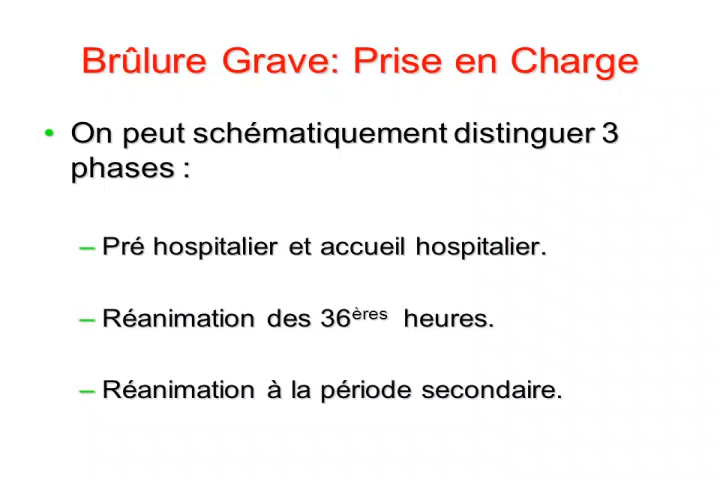 Brûlure Grave: Prise en Charge
• On peut schématiquement distinguer 3
phases :
– Pré hospitalier et accueil hospitalier.
– Réanimation des 36ères heures.
– Réanimation à la période secondaire.